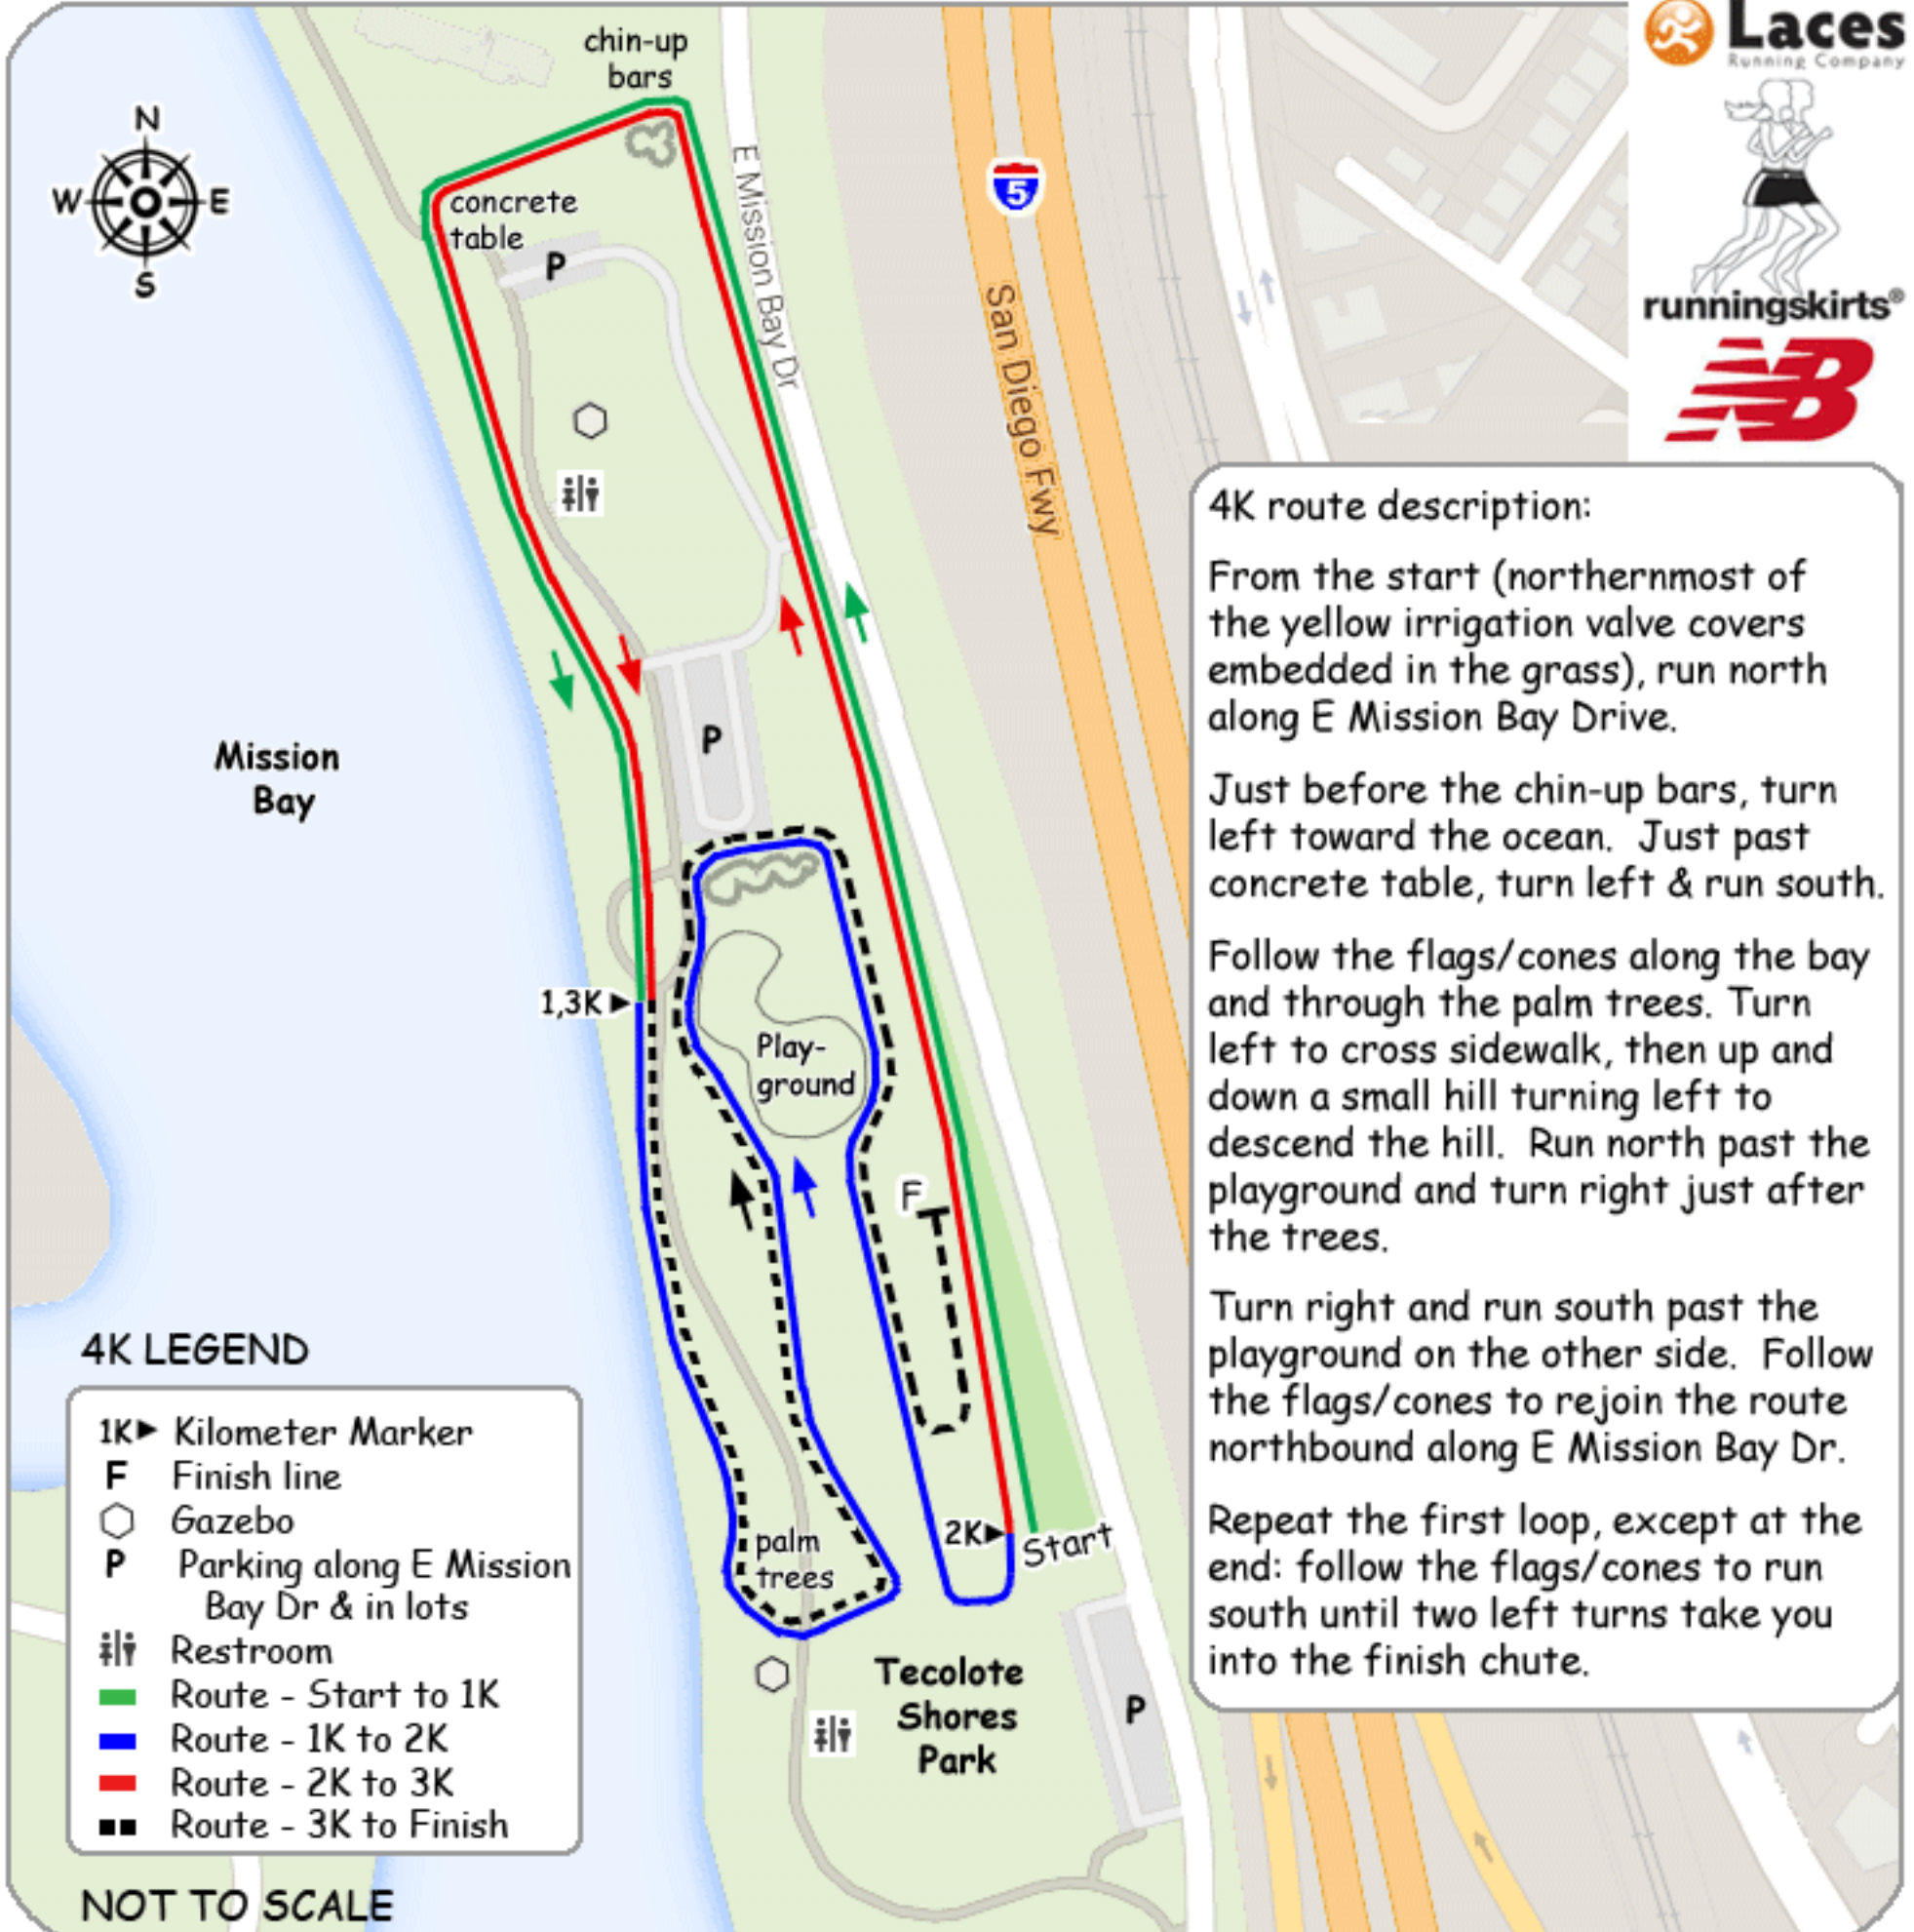 Laces
Running Company
runningskirts®
NB
chin-up
bars
N
W
E
S
concrete
table
P
E Mission Bay Dr
5
San Diego Fwy
P
Mission
Bay
1,3K
Play-
ground
F
2K
Start
palm
trees
Tecolote
Shores
Park
P
4K route description:
From the start (northernmost of
the yellow irrigation valve covers
embedded in the grass), run north
along E Mission Bay Drive.
Just before the chin-up bars, turn
left toward the ocean. Just past
concrete table, turn left & run south.
Follow the flags/cones along the bay
and through the palm trees. Turn
left to cross sidewalk, then up and
down a small hill turning left to
descend the hill. Run north past the
playground and turn right just after
the trees.
Turn right and run south past the
playground on the other side. Follow
the flags/cones to rejoin the route
northbound along E Mission Bay Dr.
Repeat the first loop, except at the
end: follow the flags/cones to run
south until two left turns take you
into the finish chute.
4K LEGEND
1K Kilometer Marker
F Finish line
Gazebo
P Parking along E Mission
Bay Dr & in lots
Restroom
Route - Start to 1K
Route - 1K to 2K
Route - 2K to 3K
Route - 3K to Finish
NOT TO SCALE